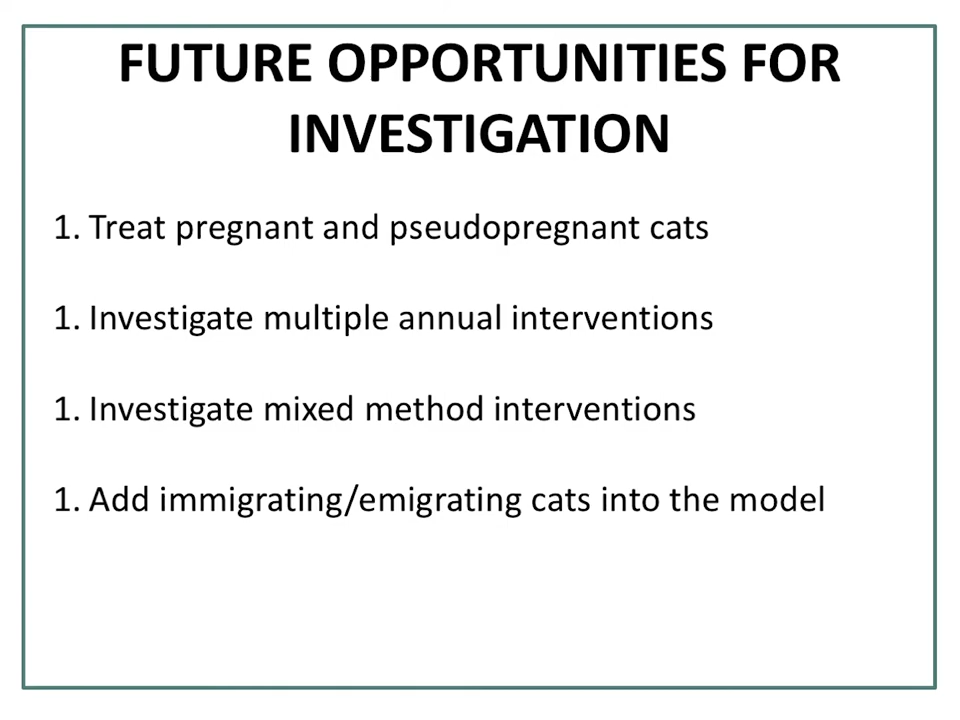 FUTURE OPPORTUNITIES FOR
INVESTIGATION
1. Treat pregnant and pseudopregnant cats
1. Investigate multiple annual interventions
1. Investigate mixed method interventions
1. Add immigrating/emigrating cats into the model